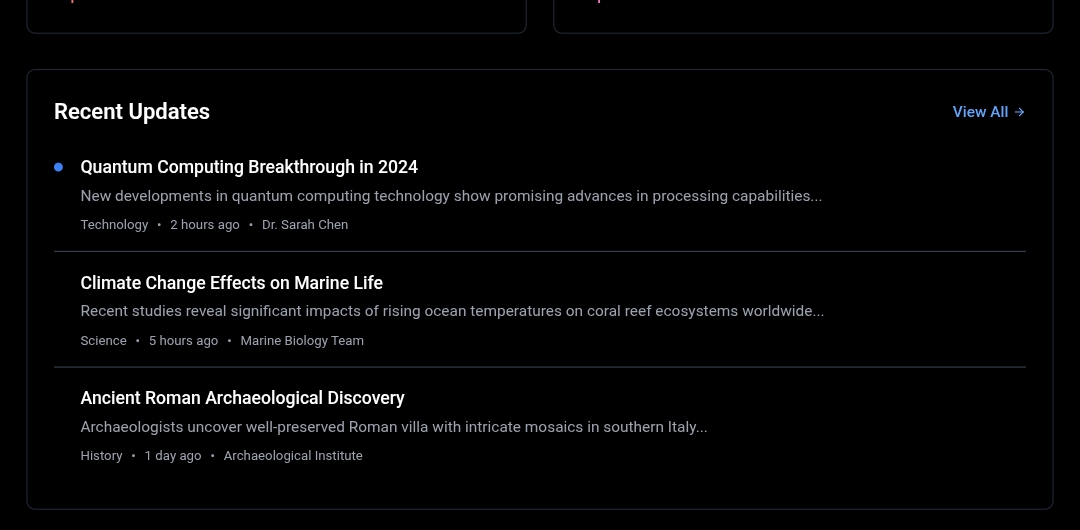 Recent Updates
View All →
Quantum Computing Breakthrough in 2024
New developments in quantum computing technology show promising advances in processing capabilities...
Technology • 2 hours ago • Dr. Sarah Chen
Climate Change Effects on Marine Life
Recent studies reveal significant impacts of rising ocean temperatures on coral reef ecosystems worldwide...
Science • 5 hours ago • Marine Biology Team
Ancient Roman Archaeological Discovery
Archaeologists uncover well-preserved Roman villa with intricate mosaics in southern Italy...
History • 1 day ago • Archaeological Institute